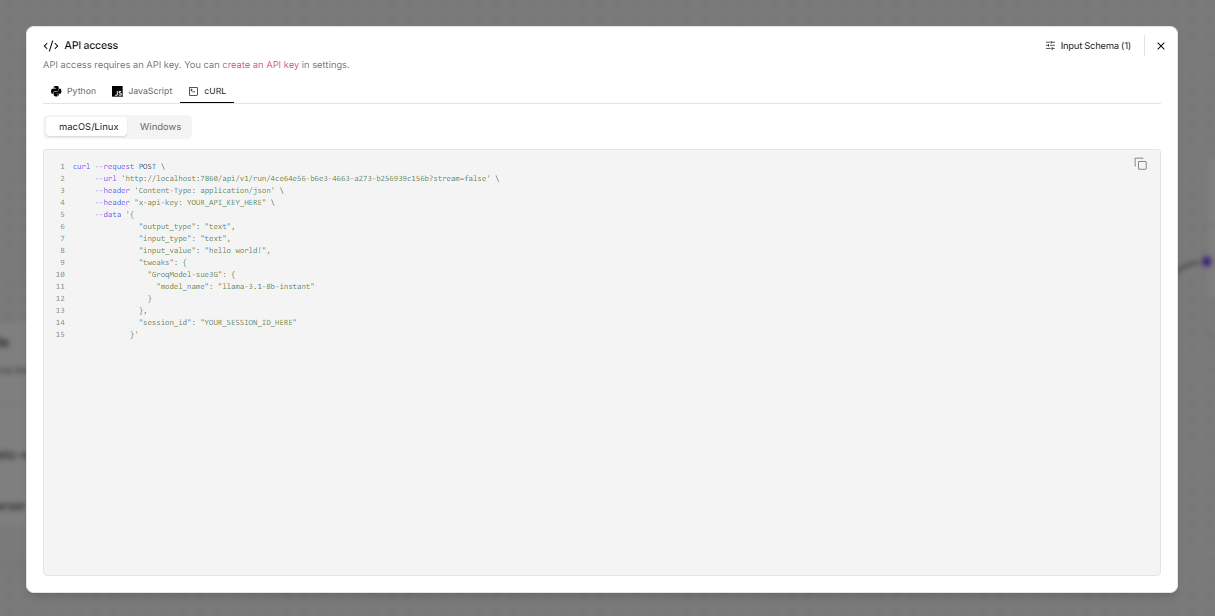 </> API access
Input Schema (1)
API access requires an API key. You can create an API key in settings.
Python
JavaScript
cURL
macOS/Linux
Windows
1 curl --request POST \
2 --url 'http://localhost:7860/api/v1/run/4ce64e56-b6e3-4663-a273-b256939c156b?stream=false' \
3 --header 'Content-Type: application/json' \
4 --header "x-api-key: YOUR_API_KEY_HERE" \
5 --data '{
6 "output_type": "text",
7 "input_type": "text",
8 "input_value": "hello world!",
9 "tweaks": {
10 "GroqModel-sue3G": {
11 "model_name": "llama-3.1-8b-instant"
12 }
13 },
14 "session_id": "YOUR_SESSION_ID_HERE"
15 }'